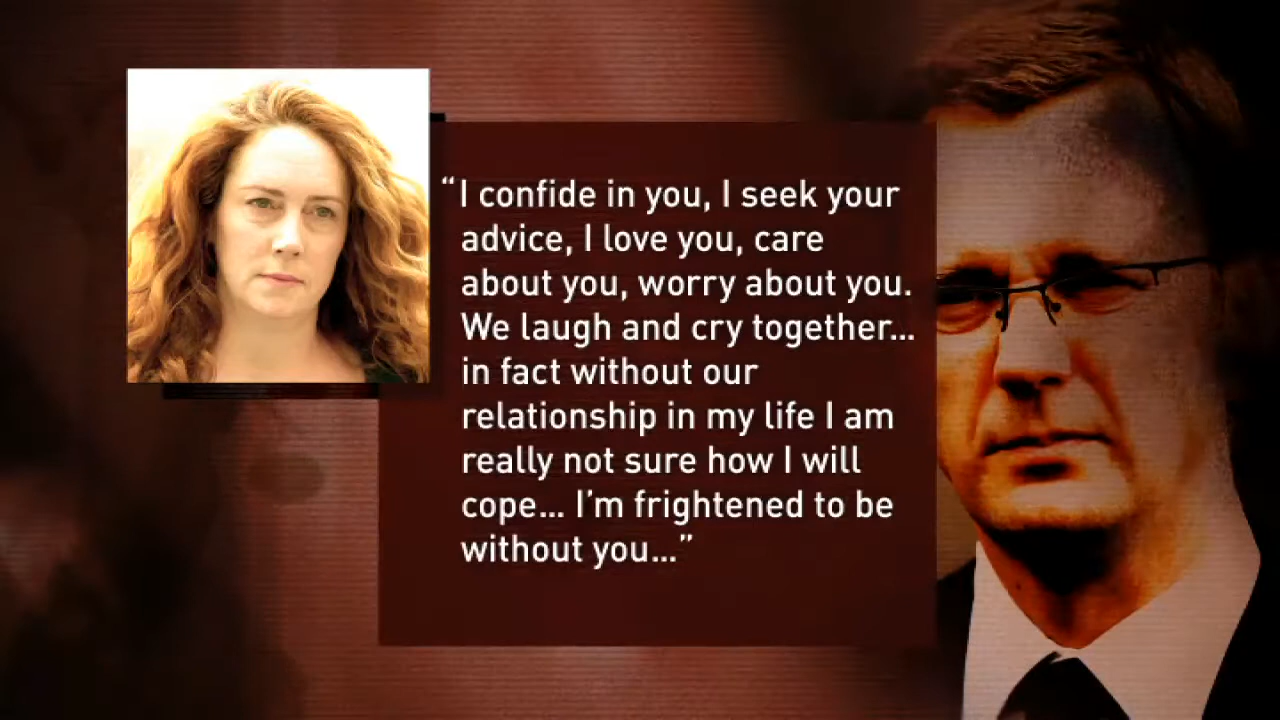 “I confide in you, I seek your
advice, I love you, care
about you, worry about you.
We laugh and cry together...
in fact without our
relationship in my life I am
really not sure how I will
cope... I’m frightened to be
without you...”